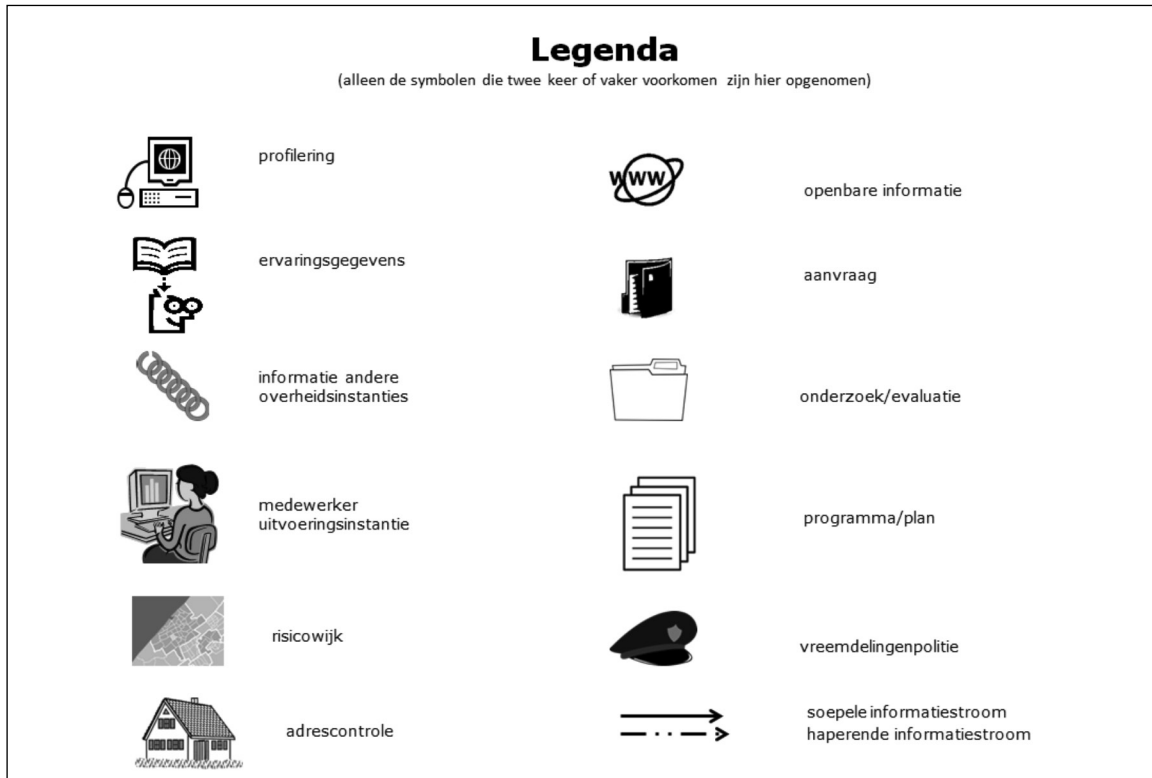 Legenda
(alleen de symbolen die twee keer of vaker voorkomen zijn hier opgenomen)
profilering
ervaringsgegevens
informatie andere
overheidsinstanties
medewerker
uitvoeringsinstantie
risicowijk
adrescontrole
www
openbare informatie
aanvraag
onderzoek/evaluatie
programma/plan
vreemdelingenpolitie
soepele informatiestroom
haperende informatiestroom